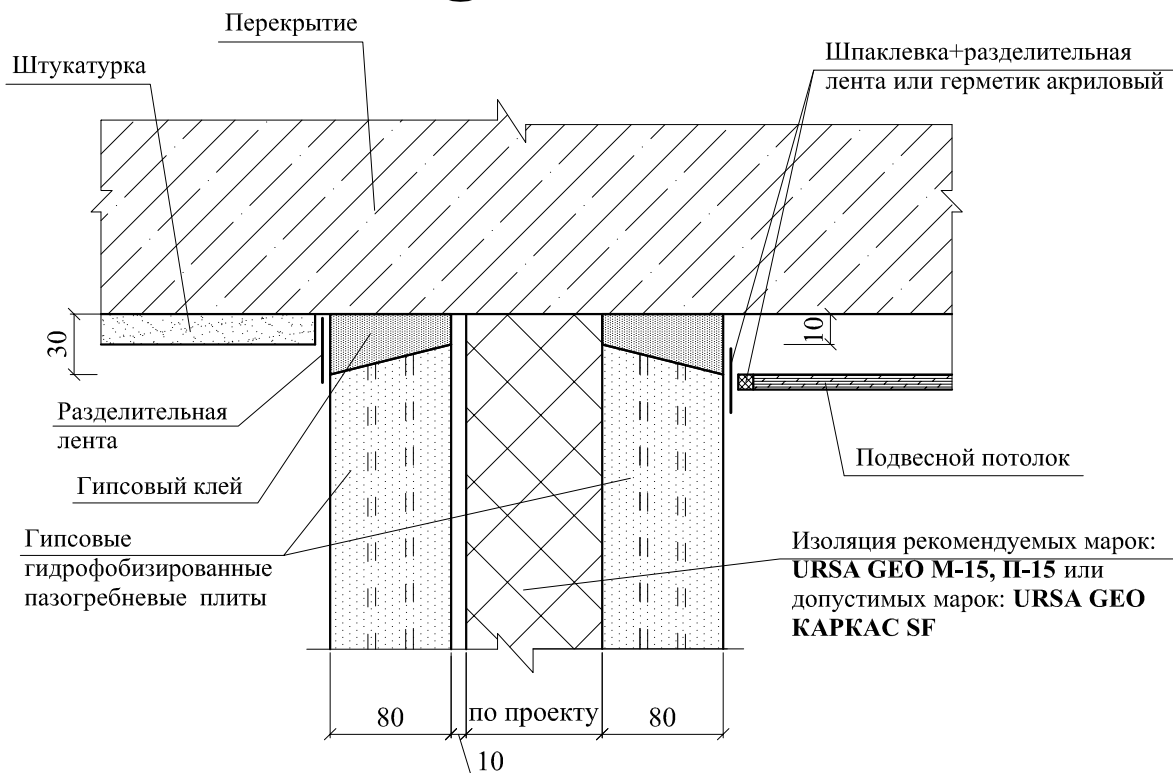 Перекрытие
Штукатурка
Шпаклевка+разделительная
лента или герметик акриловый
30
10
Разделительная
лента
Гипсовый клей
Подвесной потолок
Гипсовые
гидрофобизированные
пазогребневые плиты
Изоляция рекомендуемых марок:
URSA GEO М-15, П-15 или
допустимых марок: URSA GEO
КАРКАС SF
80
по проекту
80
10